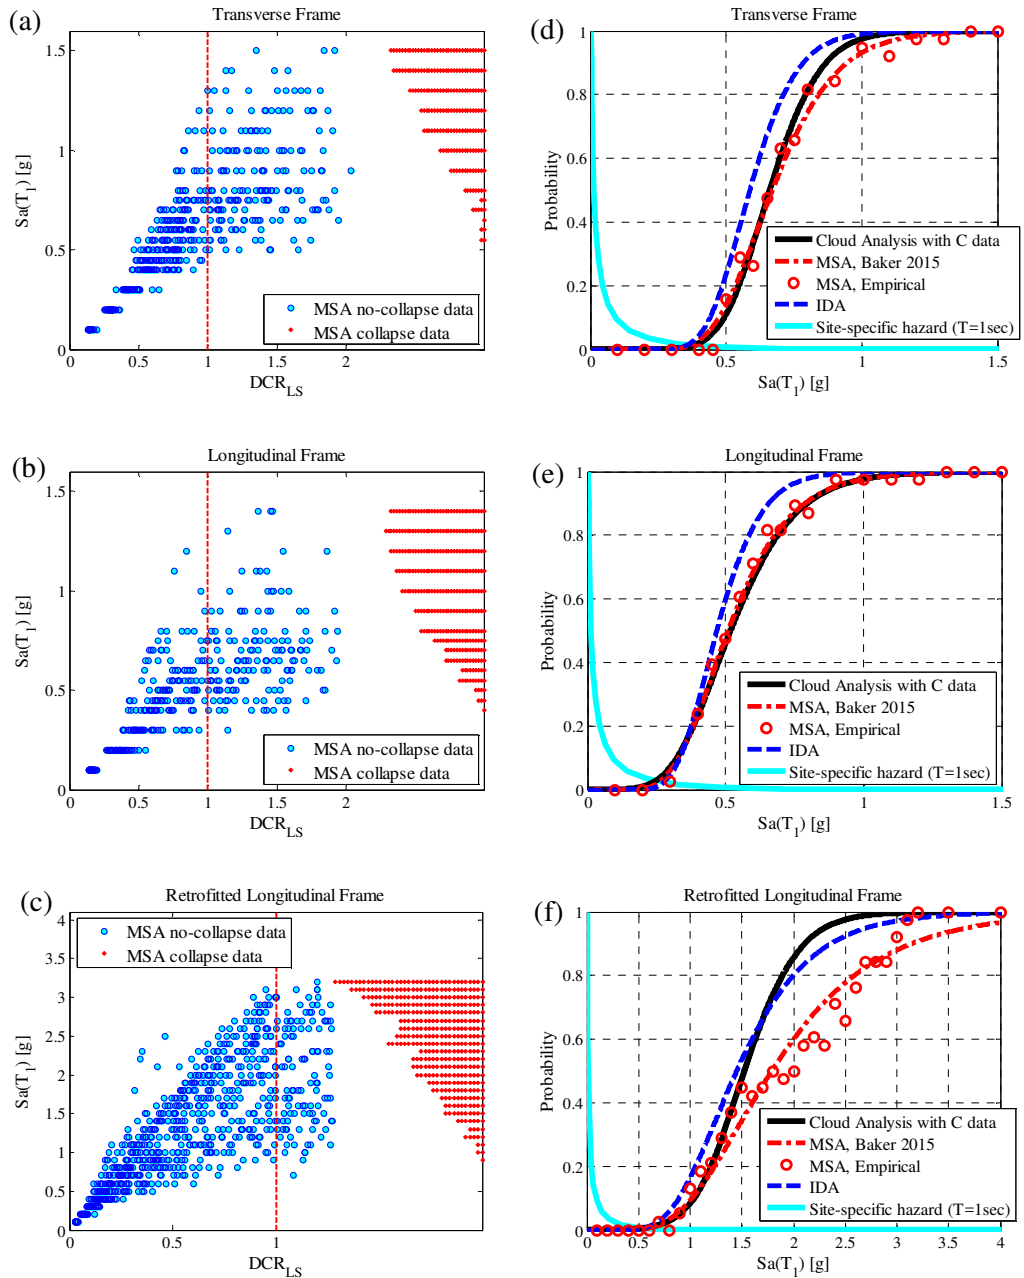 (a)
Transverse Frame
1.5
1
0.5
0
Sa(T1) [g]
MSA no-collapse data
MSA collapse data
0 0.5 1 1.5 2
DCRLS
(d)
Transverse Frame
1
0.8
0.6
0.4
0.2
0
Probability
Cloud Analysis with C data
MSA, Baker 2015
MSA, Empirical
IDA
Site-specific hazard (T=1sec)
0 0.5 1 1.5
Sa(T1) [g]
(b)
Longitudinal Frame
1.5
1
0.5
0
Sa(T1) [g]
MSA no-collapse data
MSA collapse data
0 0.5 1 1.5 2
DCRLS
(e)
Longitudinal Frame
1
0.8
0.6
0.4
0.2
0
Probability
Cloud Analysis with C data
MSA, Baker 2015
MSA, Empirical
IDA
Site-specific hazard (T=1sec)
0 0.5 1 1.5
Sa(T1) [g]
(c)
Retrofitted Longitudinal Frame
4
3.5
3
2.5
2
1.5
1
0.5
0
Sa(T1) [g]
MSA no-collapse data
MSA collapse data
0 0.5 1
DCRLS
(f)
Retrofitted Longitudinal Frame
1
0.8
0.6
0.4
0.2
0
Probability
Cloud Analysis with C data
MSA, Baker 2015
MSA, Empirical
IDA
Site-specific hazard (T=1sec)
0 0.5 1 1.5 2 2.5 3 3.5 4
Sa(T1) [g]